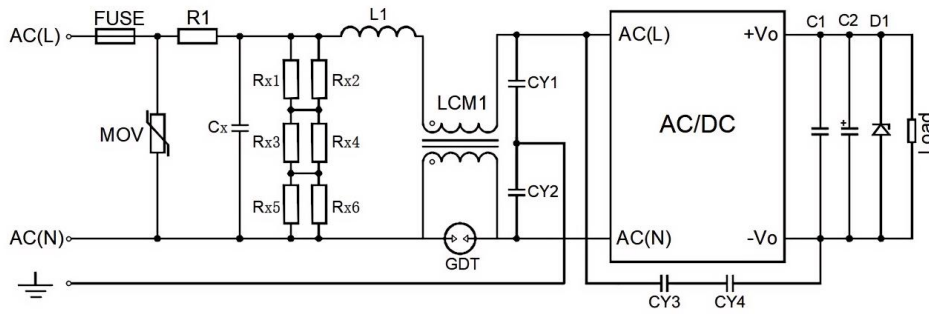 AC(L)
FUSE
R1
L1
MOV
Cx
Rx1
Rx2
Rx3
Rx4
Rx5
Rx6
LCM1
GDT
CY1
CY2
AC(N)
AC(L)
+Vo
AC/DC
AC(N)
-Vo
CY3
CY4
C1
C2
D1
+
Load